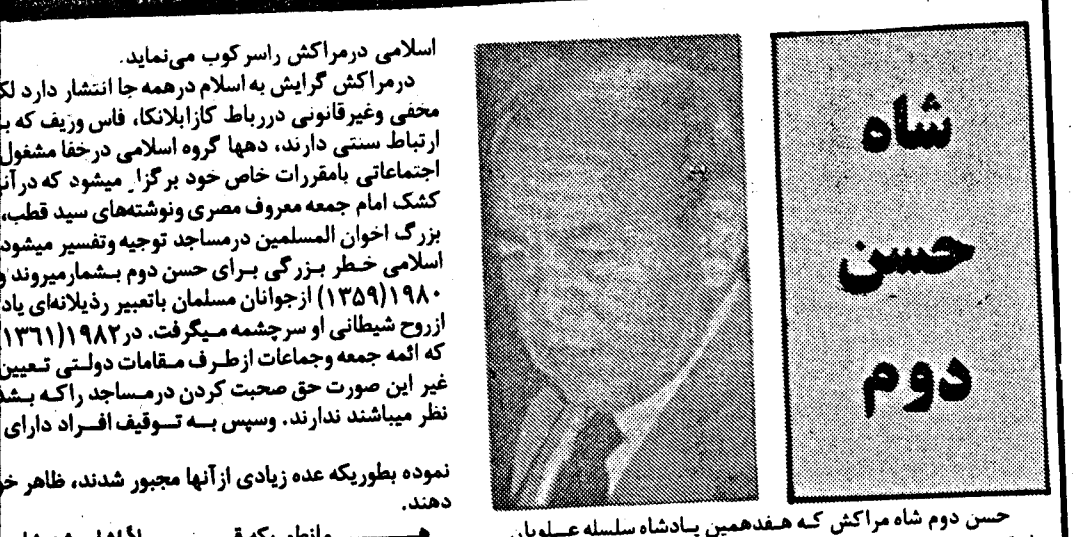 شاه
حسن
دوم
حسن دوم شاه مراکش که هفدهمین پادشاه سلسله علویان
اسلامی درمراکش راسرکوب می‌نماید.
درمراکش گرایش به اسلام درهمه جا انتشار دارد
مخفی وغیرقانونی دررباط کازابلانکا، فاس وزیف که
ارتباط سنتی دارند، دهها گروه اسلامی درخفا مشغول
اجتماعاتی بامقررات خاص خود برگزار میشود که
کشک امام جمعه معروف مصری ونوشته‌های سید قطب،
بزرگ اخوان المسلمین درمساجد توجیه وتفسیر میشود
اسلامی خطر بزرگی برای حسن دوم بشمارمیروند
۱۹۸۰(۱۳۵۹) ازجوانان مسلمان باتعبیر رذیلانه‌ای یاد
ازروح شیطانی او سرچشمه میگرفت. در۱۹۸۲(۱۳۶۱)
که ائمه جمعه وجماعات ازطرف مقامات دولتی تعیین
غیر این صورت حق صحبت کردن درمساجد راکه
نظر میباشند ندارند. وسپس به توقیف افراد دارای
نموده بطوریکه عده زیادی ازآنها مجبور شدند، ظاهر
دهند.